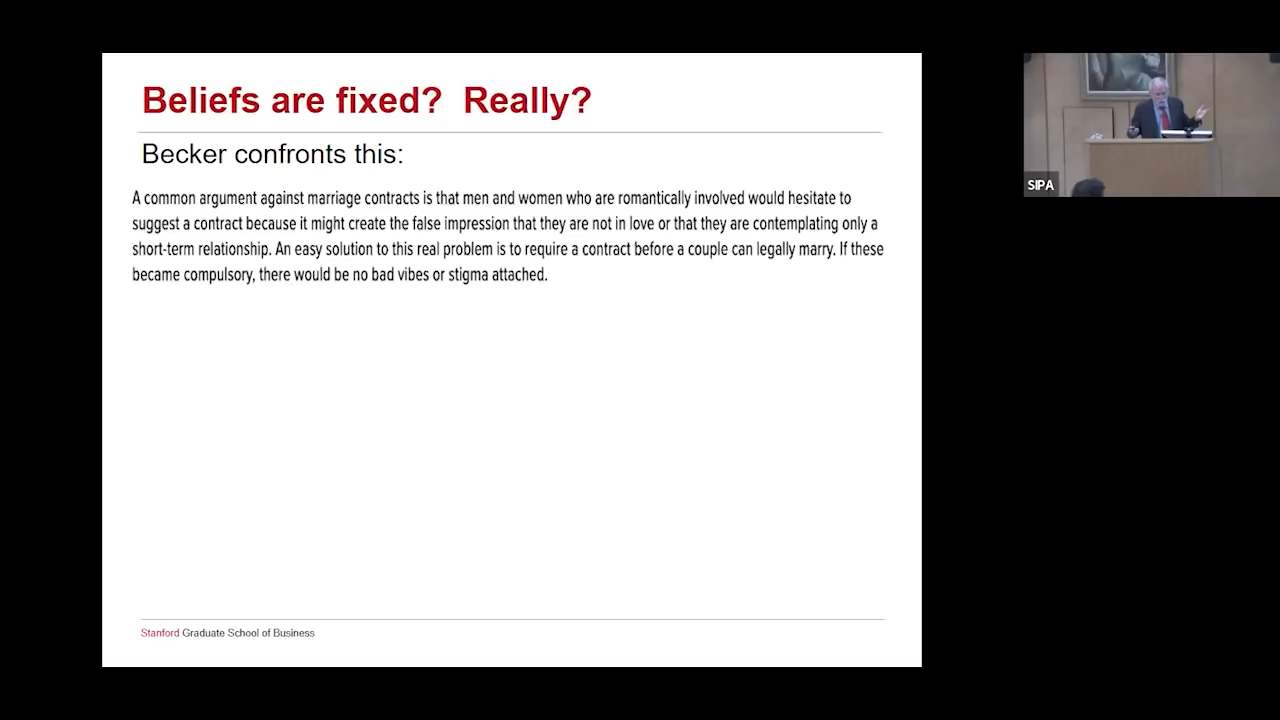 Beliefs are fixed? Really?
Becker confronts this:
A common argument against marriage contracts is that men and women who are romantically involved would hesitate to
suggest a contract because it might create the false impression that they are not in love or that they are contemplating only a
short-term relationship. An easy solution to this real problem is to require a contract before a couple can legally marry. If these
became compulsory, there would be no bad vibes or stigma attached.
Stanford Graduate School of Business
SIPA